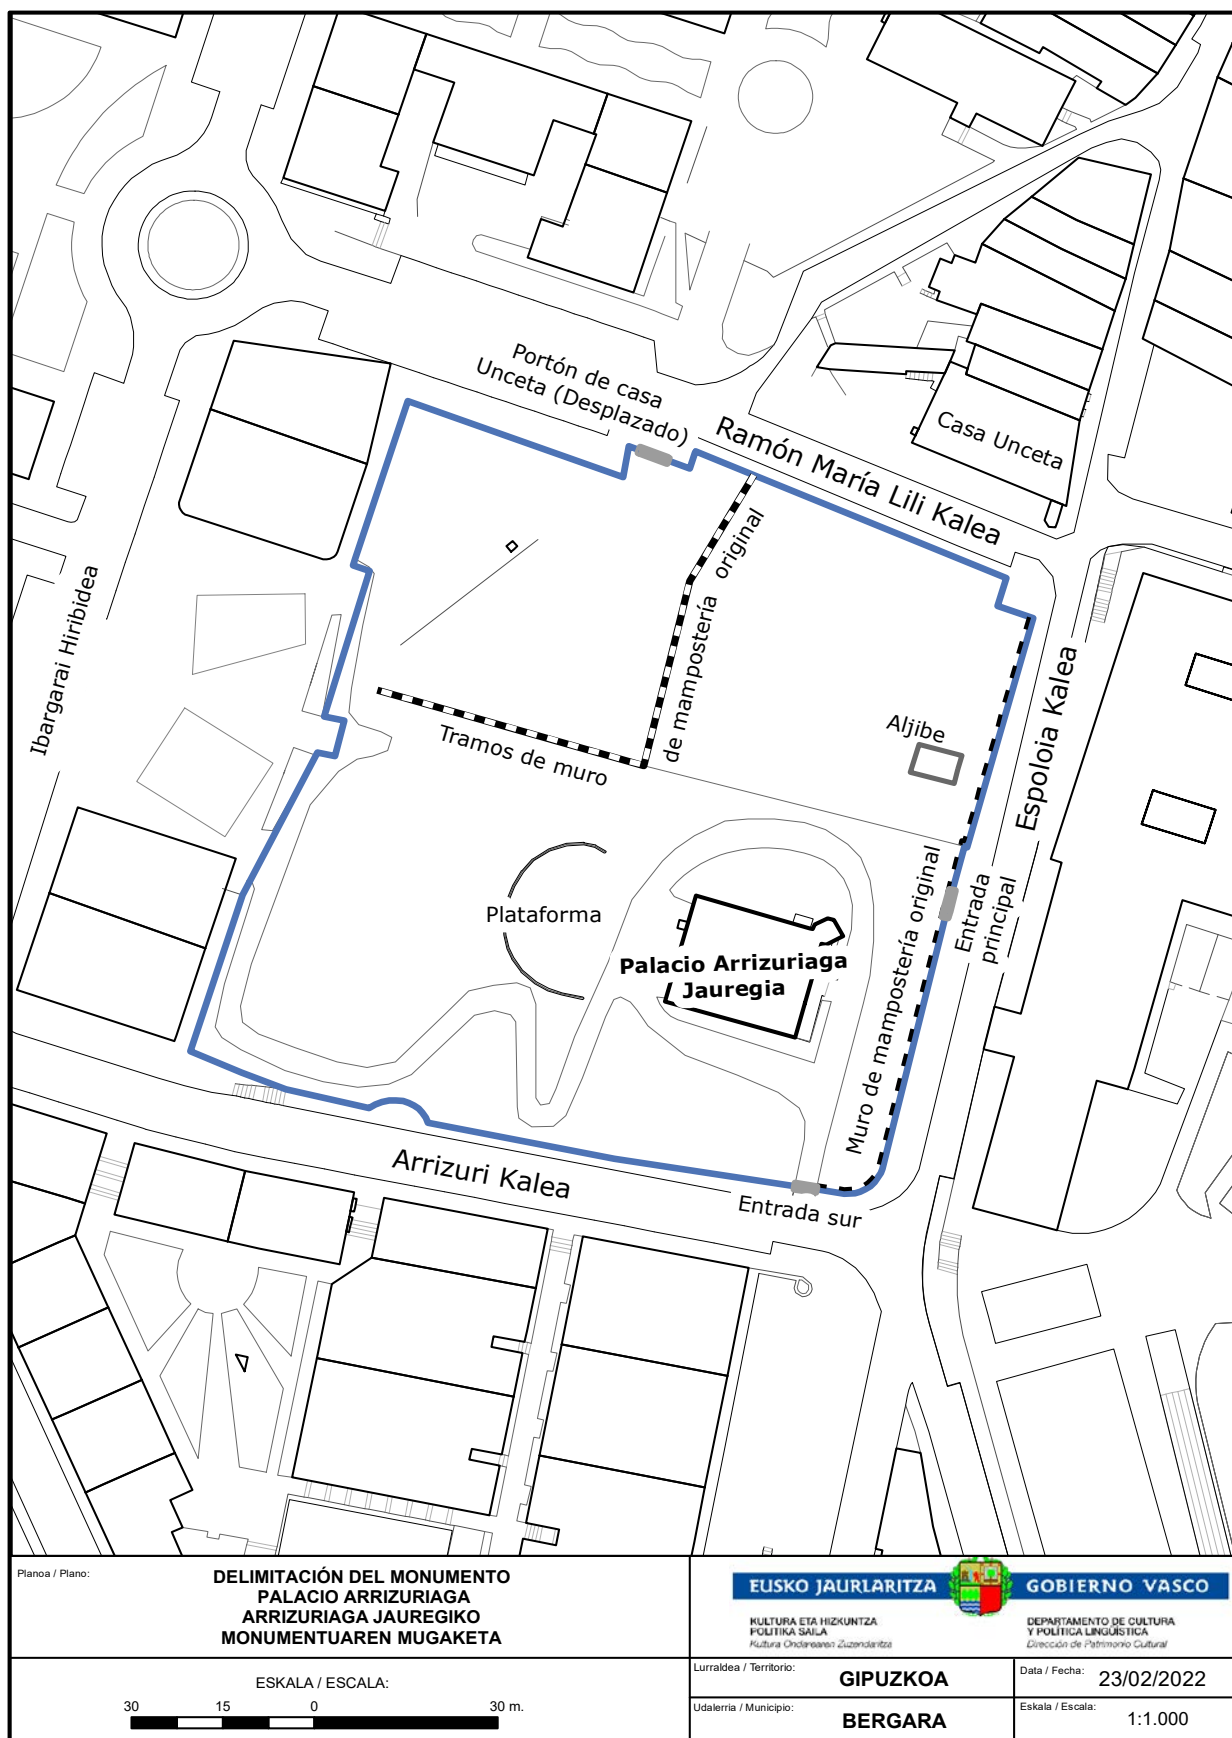 Portón de casa
Unceta (Desplazado)
Ramón María Lili Kalea
Casa Unceta
de mampostería original
Ibargarai Hiribidea
Tramos de muro
Aljibe
Espoloia Kalea
Plataforma
Muro de mampostería original
Entrada
principal
Palacio Arrizuriaga
Jauregia
Arrizuri Kalea
Entrada sur
Planoa / Plano:
DELIMITACIÓN DEL MONUMENTO
PALACIO ARRIZURIAGA
ARRIZURIAGA JAUREGIKO
MONUMENTUAREN MUGAKETA
ESKALA / ESCALA:
30 15 0 30 m.
EUSKO JAURLARITZA GOBIERNO VASCO
KULTURA ETA HIZKUNTZA
POLITIKA SAILA
Kultura Ondarearen Zuzendaritza
DEPARTAMENTO DE CULTURA
Y POLÍTICA LINGÜÍSTICA
Dirección de Patrimonio Cultural
Lurraldea / Territorio: GIPUZKOA
Data / Fecha: 23/02/2022
Udalerria / Municipio: BERGARA
Eskala / Escala: 1:1.000